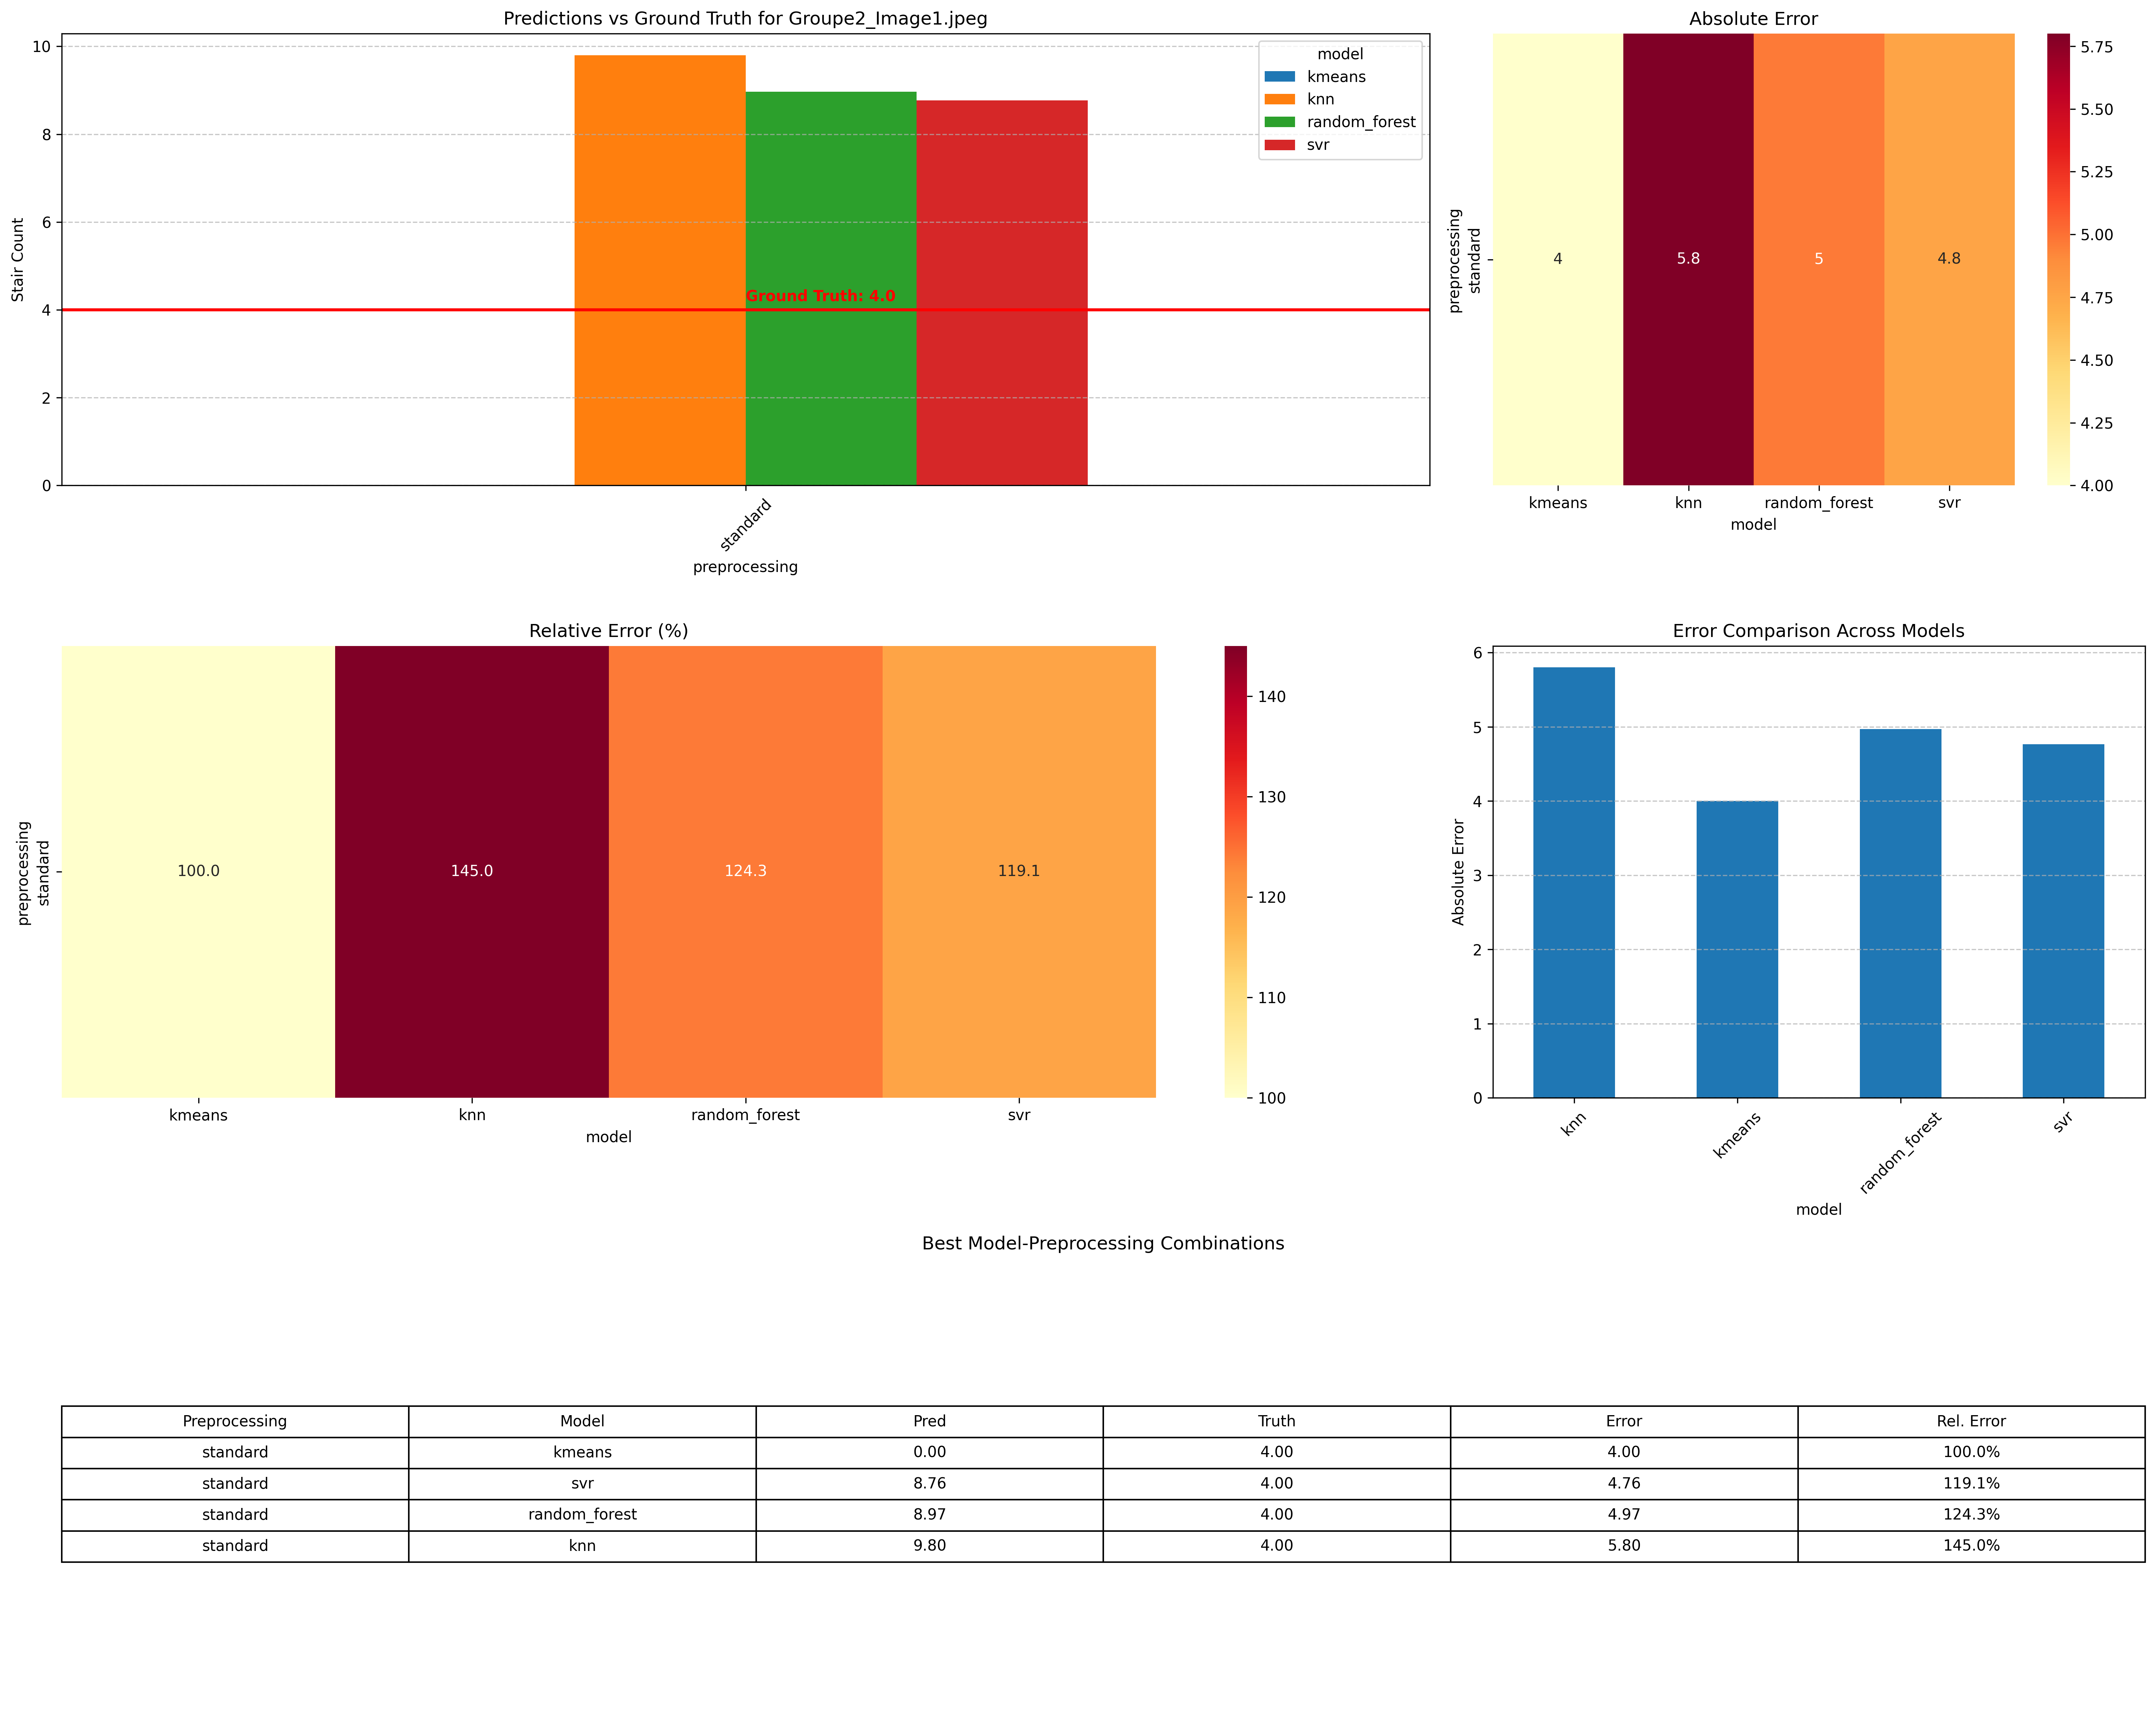 Predictions vs Ground Truth for Groupe2_Image1.jpeg
10
8
6
4
2
0
Stair Count
model
kmeans
knn
random_forest
svr
Ground Truth: 4.0
standard
preprocessing
Absolute Error
preprocessing
standard
4 5.8 5 4.8
kmeans knn random_forest svr
model
5.75
5.50
5.25
5.00
4.75
4.50
4.25
4.00
Relative Error (%)
preprocessing
standard
100.0 145.0 124.3 119.1
kmeans knn random_forest svr
model
140
130
120
110
100
Error Comparison Across Models
6
5
4
3
2
1
0
Absolute Error
knn kmeans random_forest svr
model
Best Model-Preprocessing Combinations
Preprocessing Model Pred Truth Error Rel. Error
standard kmeans 0.00 4.00 4.00 100.0%
standard svr 8.76 4.00 4.76 119.1%
standard random_forest 8.97 4.00 4.97 124.3%
standard knn 9.80 4.00 5.80 145.0%